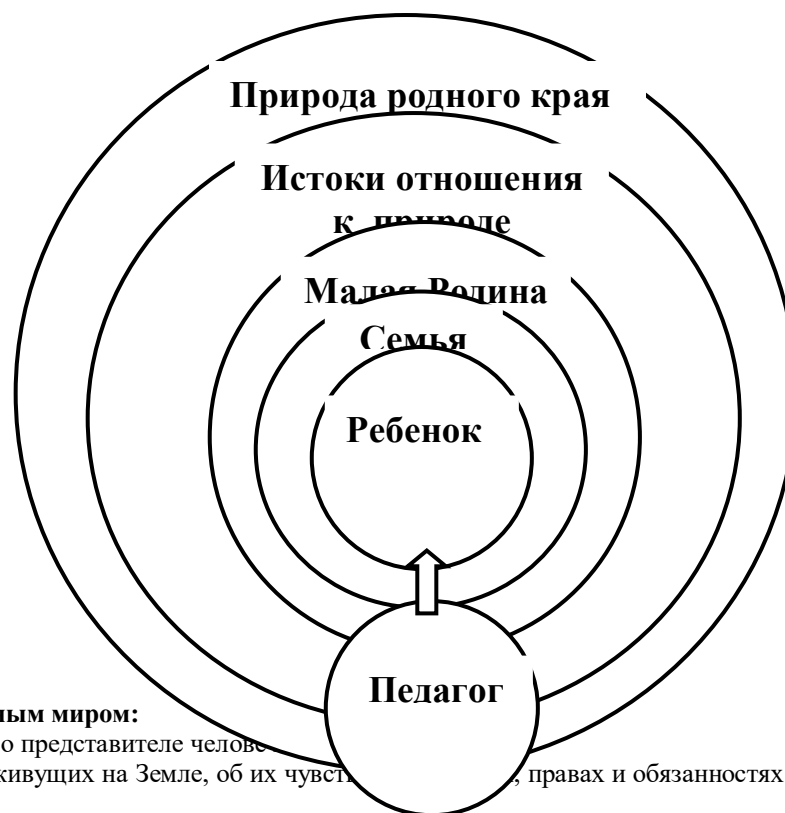 Природа родного края
Истоки отношения
к природе
Малая Родина
Семья
Ребенок
Педагог
ным миром:
о представителе челове
живущих на Земле, об их чувст , правах и обязанностях